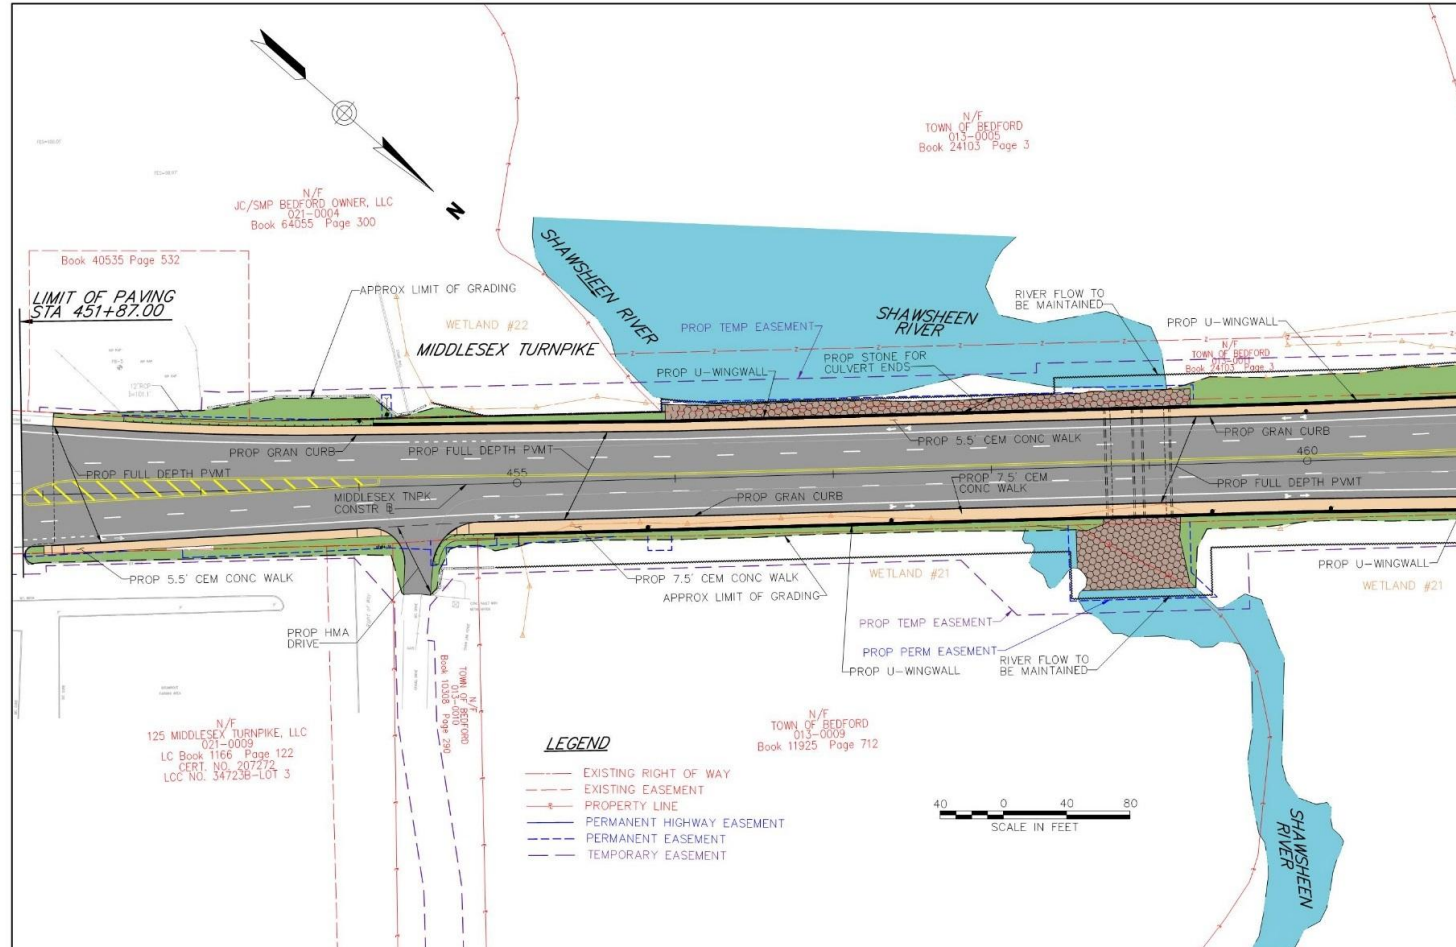 N/F
TOWN OF BEDFORD
013-0005
Book 24103 Page 3
N/F
JC/SMP BEDFORD OWNER, LLC
021-0004
Book 64055 Page 300
N
Book 40535 Page 532
LIMIT OF PAVING
STA 451+87.00
APPROX LIMIT OF GRADING
WETLAND #22
MIDDLESEX TURNPIKE
SHAWSHEEN RIVER
PROP TEMP EASEMENT
SHAWSHEEN
RIVER
RIVER FLOW TO
BE MAINTAINED
PROP U-WINGWALL
PROP STONE FOR
CULVERT ENDS
PROP U-WINGWALL
N/F
TOWN OF BEDFORD
Book 24103 Page 3
12"RCP
PROP GRAN CURB
PROP FULL DEPTH PVMT
PROP 5.5' CEM CONC WALK
PROP GRAN CURB
PROP FULL DEPTH PVMT
455
460
MIDDLESEX TNPK
CONSTR BL
PROP GRAN CURB
PROP 7.5' CEM
CONC WALK
PROP FULL DEPTH PVMT
PROP 5.5' CEM CONC WALK
PROP 7.5' CEM CONC WALK
APPROX LIMIT OF GRADING
WETLAND #21
PROP U-WINGWALL
WETLAND #21
PROP HMA
DRIVE
PROP TEMP EASEMENT
PROP PERM EASEMENT
PROP U-WINGWALL
RIVER FLOW TO
BE MAINTAINED
N/F
TOWN OF BEDFORD
013-0010
Book 10308 Page 290
N/F
125 MIDDLESEX TURNPIKE, LLC
021-0009
LC Book 1166 Page 122
CERT. NO. 207272
LCC NO. 34723B-LOT 3
N/F
TOWN OF BEDFORD
013-0009
Book 11925 Page 712
LEGEND
EXISTING RIGHT OF WAY
EXISTING EASEMENT
PROPERTY LINE
PERMANENT HIGHWAY EASEMENT
PERMANENT EASEMENT
TEMPORARY EASEMENT
40 0 40 80
SCALE IN FEET
SHAWSHEEN
RIVER